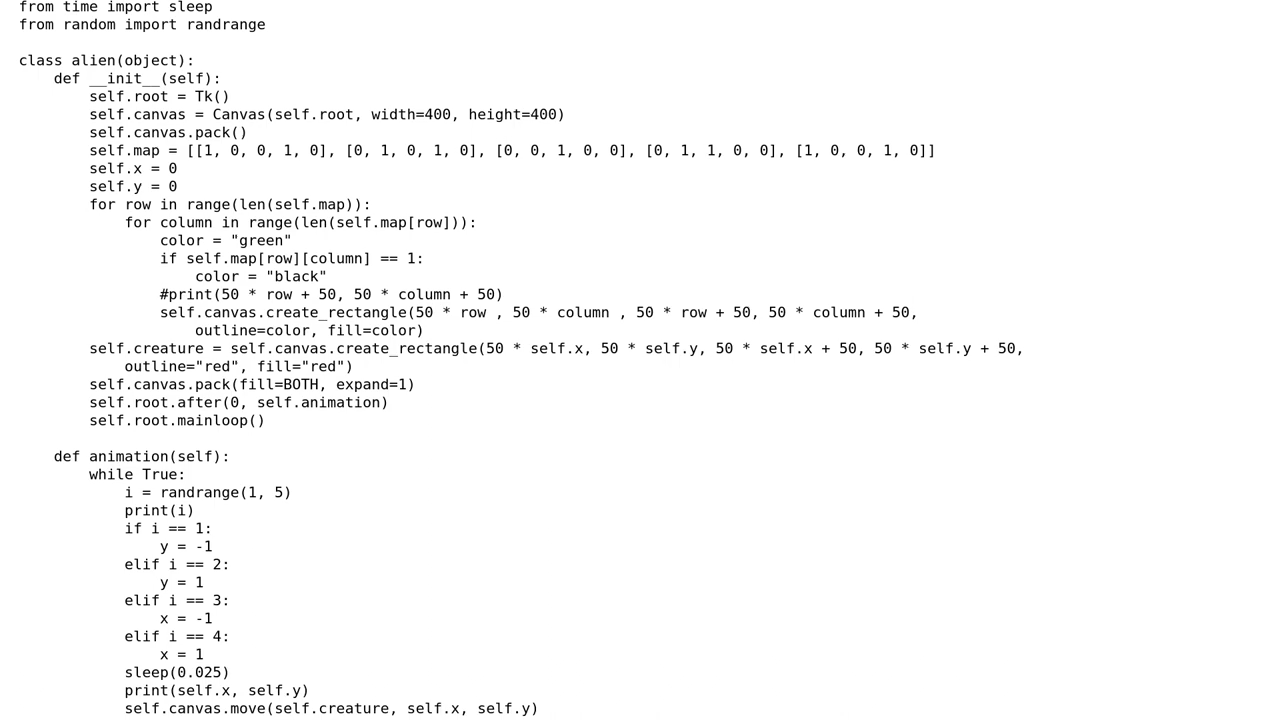 from time import sleep
from random import randrange

class alien(object):
    def __init__(self):
        self.root = Tk()
        self.canvas = Canvas(self.root, width=400, height=400)
        self.canvas.pack()
        self.map = [[1, 0, 0, 1, 0], [0, 1, 0, 1, 0], [0, 0, 1, 0, 0], [0, 1, 1, 0, 0], [1, 0, 0, 1, 0]]
        self.x = 0
        self.y = 0
        for row in range(len(self.map)):
            for column in range(len(self.map[row])):
                color = "green"
                if self.map[row][column] == 1:
                    color = "black"
                #print(50 * row + 50, 50 * column + 50)
                self.canvas.create_rectangle(50 * row , 50 * column , 50 * row + 50, 50 * column + 50,
                    outline=color, fill=color)
        self.creature = self.canvas.create_rectangle(50 * self.x, 50 * self.y, 50 * self.x + 50, 50 * self.y + 50,
            outline="red", fill="red")
        self.canvas.pack(fill=BOTH, expand=1)
        self.root.after(0, self.animation)
        self.root.mainloop()

    def animation(self):
        while True:
            i = randrange(1, 5)
            print(i)
            if i == 1:
                y = -1
            elif i == 2:
                y = 1
            elif i == 3:
                x = -1
            elif i == 4:
                x = 1
            sleep(0.025)
            print(self.x, self.y)
            self.canvas.move(self.creature, self.x, self.y)